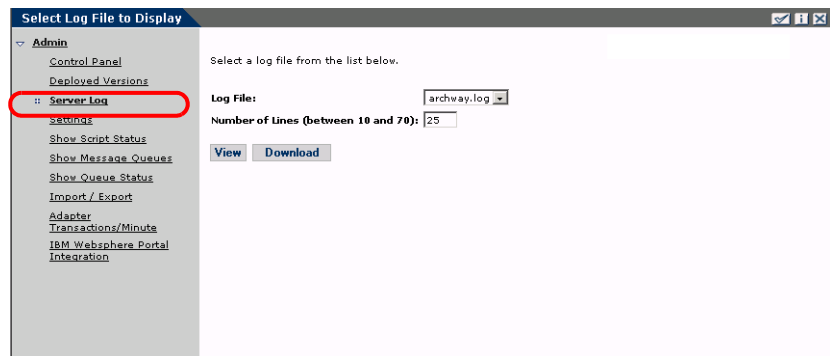 Select Log File to Display
Admin
Control Panel
Deployed Versions
Server Log
Settings
Show Script Status
Show Message Queues
Show Queue Status
Import / Export
Adapter
Transactions/Minute
IBM Websphere Portal
Integration
Select a log file from the list below.
Log File: archway.log
Number of Lines (between 10 and 70): 25
View Download